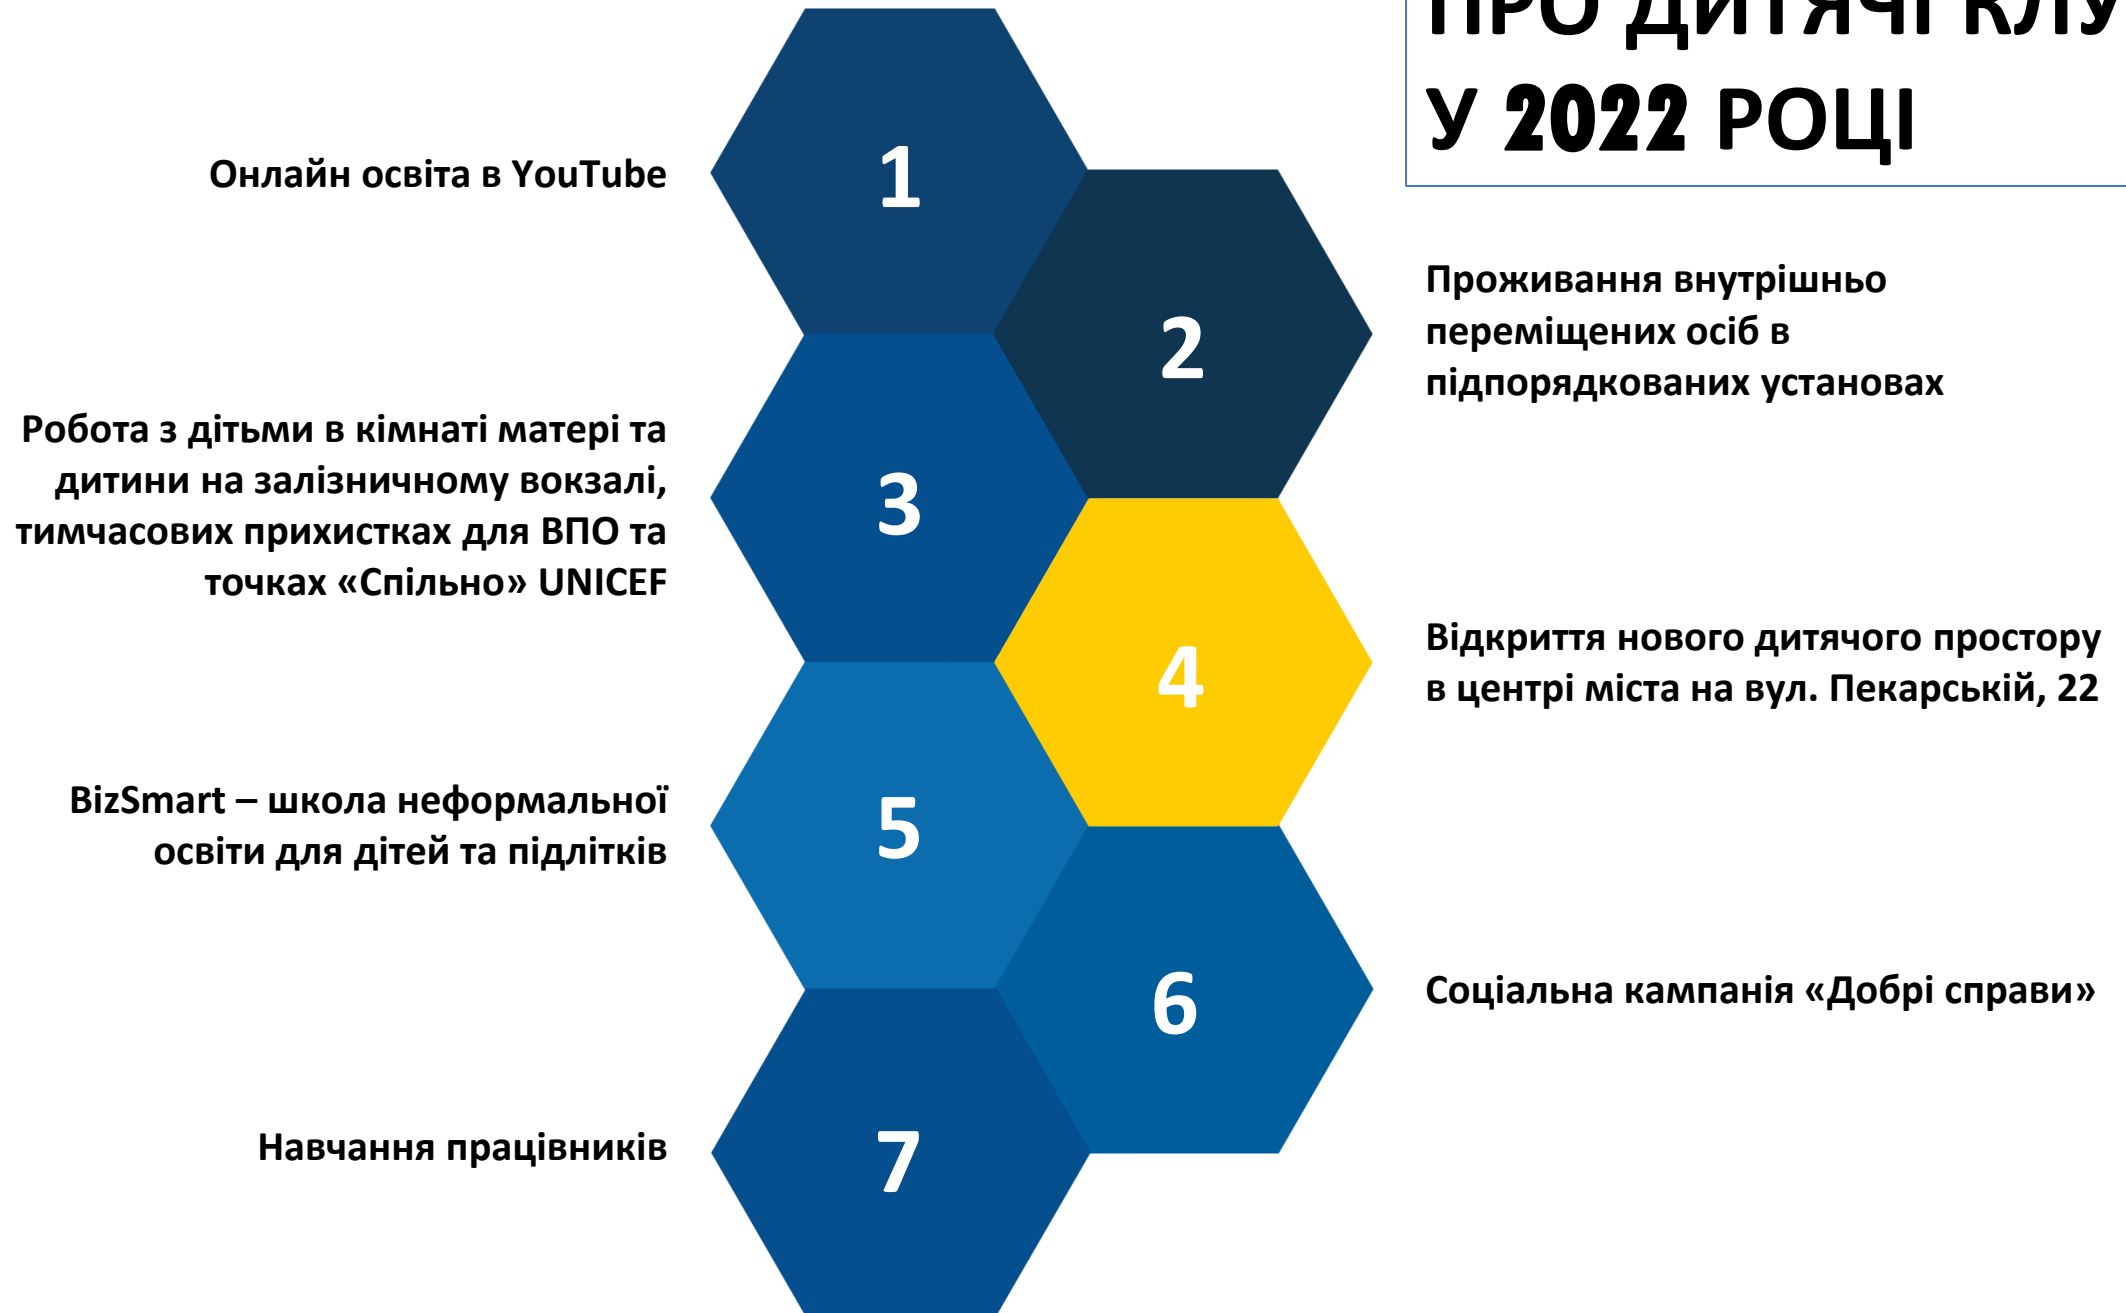 ПРО ДИТЯЧІ
У 2022 РОЦІ
1
Онлайн освіта в YouTube
2
Проживання внутрішньо
переміщених осіб в
підпорядкованих установах
3
Робота з дітьми в кімнаті матері та
дитини на залізничному вокзалі,
тимчасових прихистках для ВПО та
точках «Спільно» UNICEF
4
Відкриття нового дитячого простору
в центрі міста на вул. Пекарській, 22
5
BizSmart – школа неформальної
освіти для дітей та підлітків
6
Соціальна кампанія «Добрі справи»
7
Навчання працівників